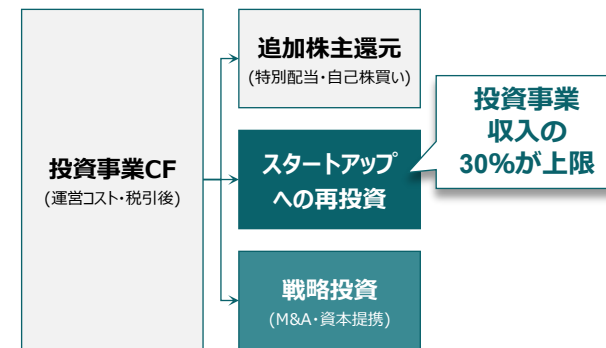 投資事業CF
(運営コスト・税引後)
追加株主還元
(特別配当・自己株買い)
スタートアップ
への再投資
投資事業
収入の
30%が上限
戦略投資
(M&A・資本提携)